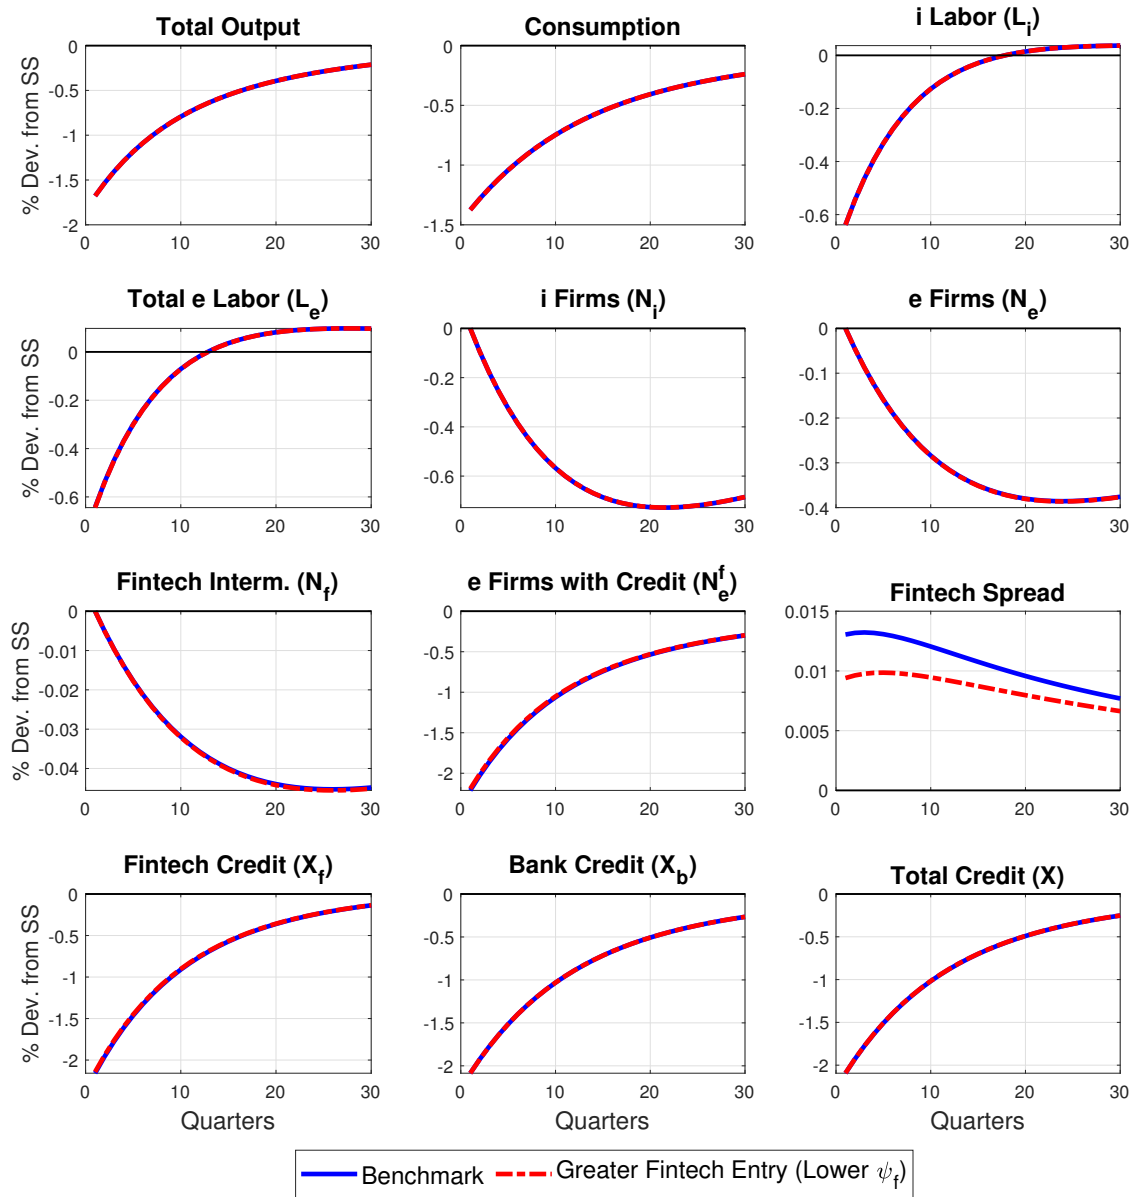 Total Output
Consumption
i Labor (L_i)
% Dev. from SS
0
-0.5
-1
-1.5
-2
0 10 20 30
0
-0.5
-1
-1.5
0 10 20 30
0
-0.2
-0.4
-0.6
0 10 20 30
Total e Labor (L_e)
i Firms (N_i)
e Firms (N_e)
% Dev. from SS
0
-0.2
-0.4
-0.6
0 10 20 30
0
-0.2
-0.4
-0.6
0 10 20 30
0
-0.1
-0.2
-0.3
-0.4
0 10 20 30
Fintech Interm. (N_f)
e Firms with Credit (N_e^f)
Fintech Spread
% Dev. from SS
0
-0.01
-0.02
-0.03
-0.04
0 10 20 30
0
-0.5
-1
-1.5
-2
0 10 20 30
0.015
0.01
0.005
0
0 10 20 30
Fintech Credit (X_f)
Bank Credit (X_b)
Total Credit (X)
% Dev. from SS
0
-0.5
-1
-1.5
-2
0 10 20 30
Quarters
0
-0.5
-1
-1.5
-2
0 10 20 30
Quarters
0
-0.5
-1
-1.5
-2
0 10 20 30
Quarters
Benchmark
Greater Fintech Entry (Lower ψ_f)